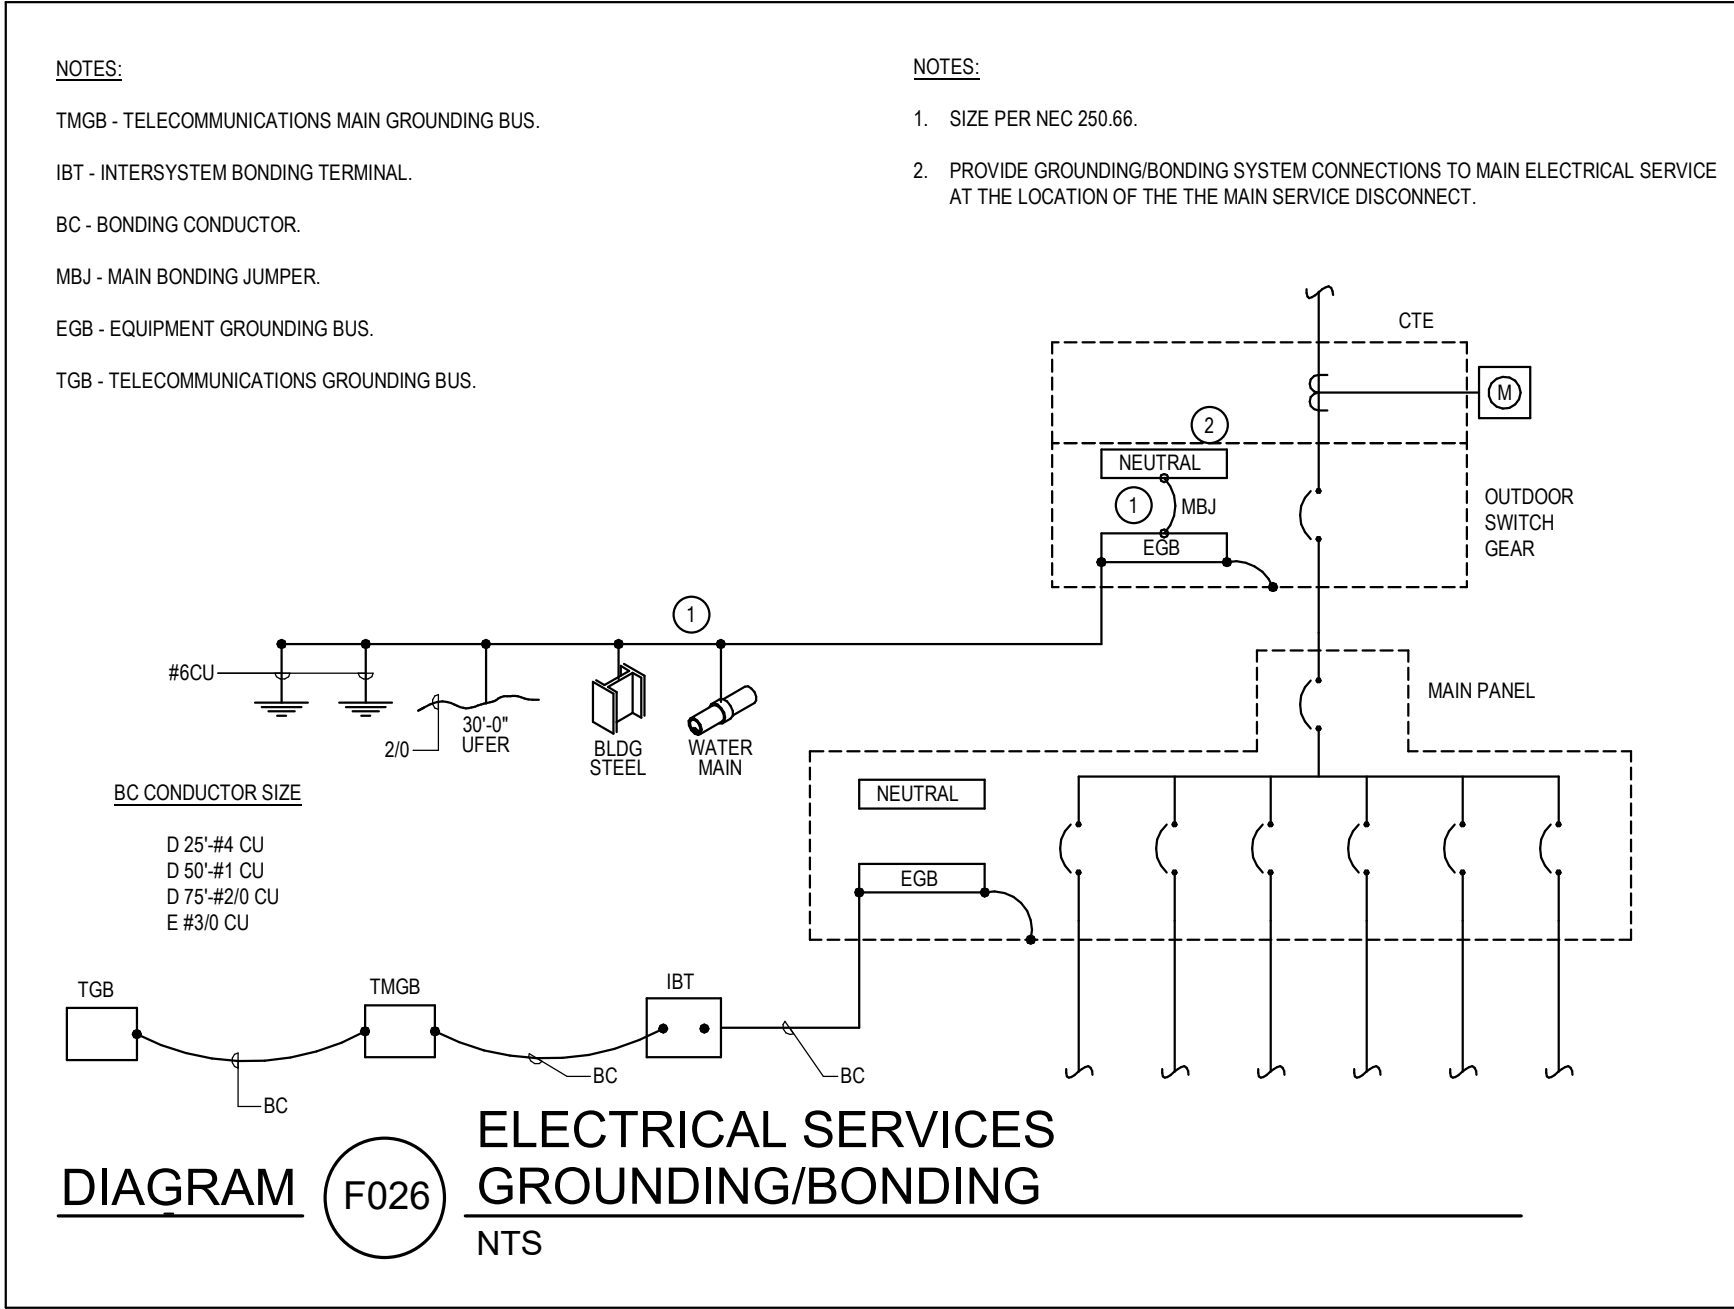 NOTES:
TMGB - TELECOMMUNICATIONS MAIN GROUNDING BUS.
IBT - INTERSYSTEM BONDING TERMINAL.
BC - BONDING CONDUCTOR.
MBJ - MAIN BONDING JUMPER.
EGB - EQUIPMENT GROUNDING BUS.
TGB - TELECOMMUNICATIONS GROUNDING BUS.
NOTES:
1. SIZE PER NEC 250.66.
2. PROVIDE GROUNDING/BONDING SYSTEM CONNECTIONS TO MAIN ELECTRICAL SERVICE
AT THE LOCATION OF THE THE MAIN SERVICE DISCONNECT.
CTE
M
2
NEUTRAL
1
MBJ
EGB
OUTDOOR
SWITCH
GEAR
1
#6CU
2/0
30'-0"
UFER
BLDG
STEEL
WATER
MAIN
MAIN PANEL
NEUTRAL
EGB
BC CONDUCTOR SIZE
D 25'-#4 CU
D 50'-#1 CU
D 75'-#2/0 CU
E #3/0 CU
TGB
TMGB
IBT
BC
BC
BC
DIAGRAM
F026
ELECTRICAL SERVICES
GROUNDING/BONDING
NTS